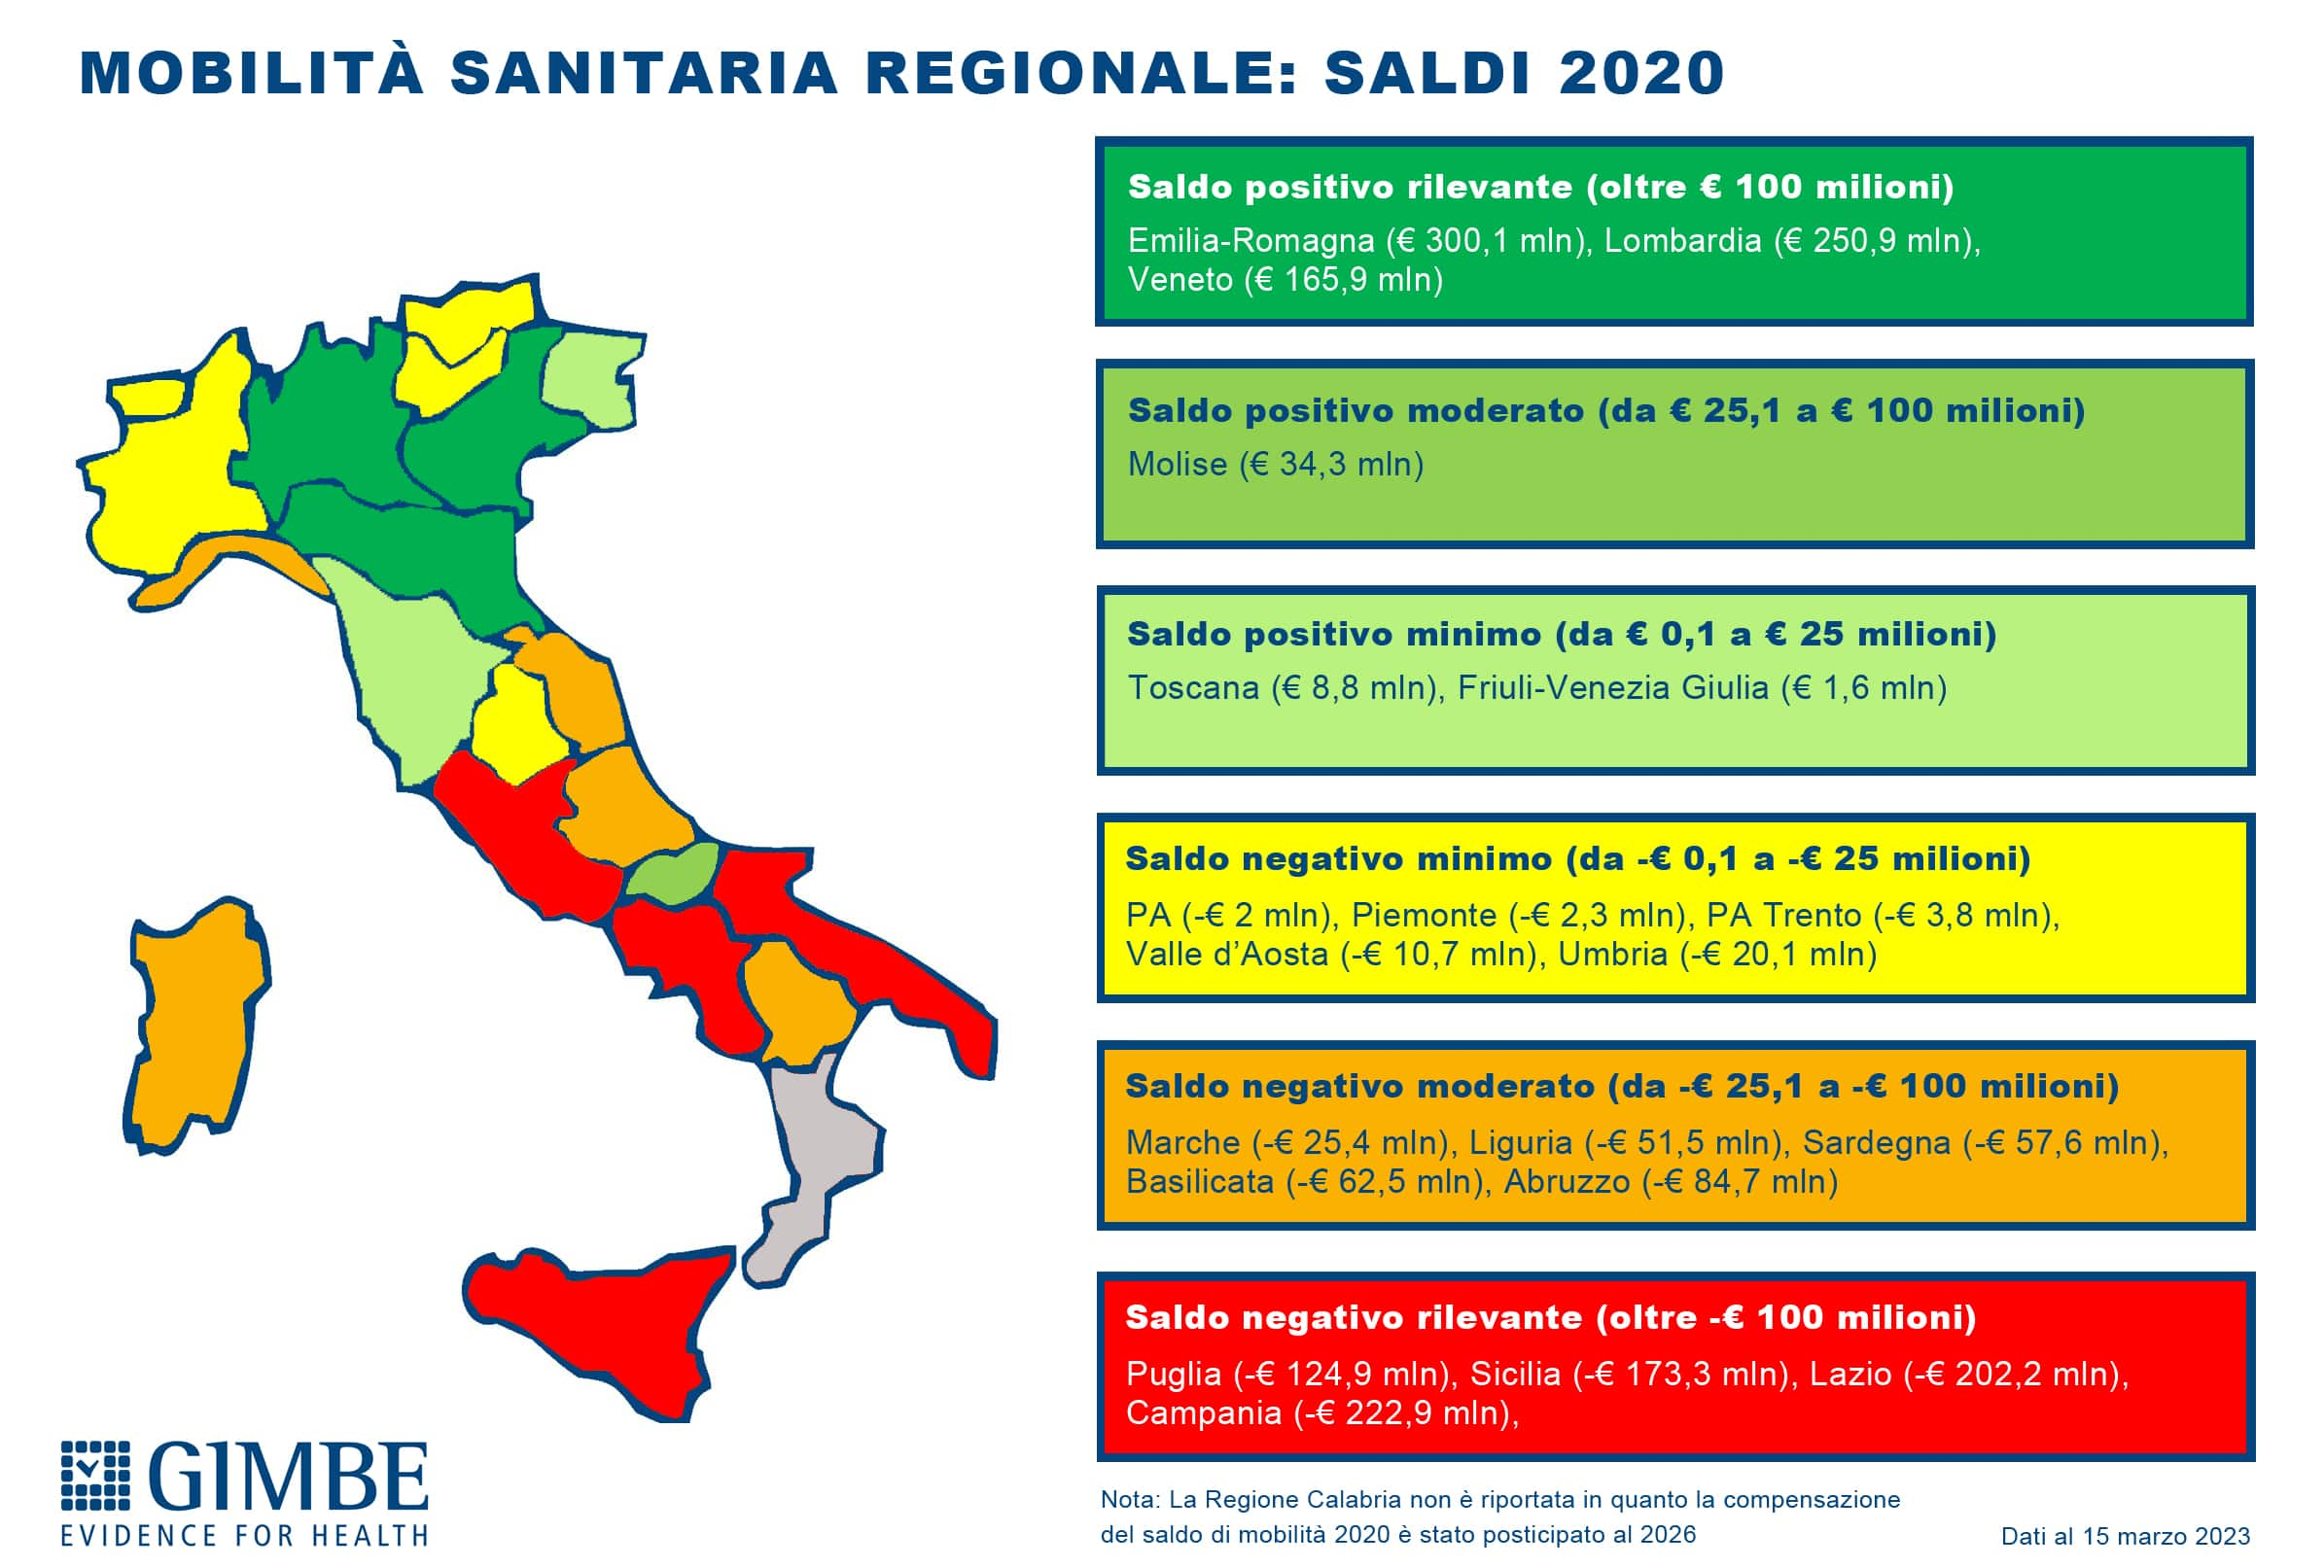 MOBILITÀ SANITARIA REGIONALE: SALDI 2020
Saldo positivo rilevante (oltre € 100 milioni)
Emilia-Romagna (€ 300,1 mln), Lombardia (€ 250,9 mln),
Veneto (€ 165,9 mln)
Saldo positivo moderato (da € 25,1 a € 100 milioni)
Molise (€ 34,3 mln)
Saldo positivo minimo (da € 0,1 a € 25 milioni)
Toscana (€ 8,8 mln), Friuli-Venezia Giulia (€ 1,6 mln)
Saldo negativo minimo (da -€ 0,1 a -€ 25 milioni)
PA (-€ 2 mln), Piemonte (-€ 2,3 mln), PA Trento (-€ 3,8 mln),
Valle d’Aosta (-€ 10,7 mln), Umbria (-€ 20,1 mln)
Saldo negativo moderato (da -€ 25,1 a -€ 100 milioni)
Marche (-€ 25,4 mln), Liguria (-€ 51,5 mln), Sardegna (-€ 57,6 mln),
Basilicata (-€ 62,5 mln), Abruzzo (-€ 84,7 mln)
Saldo negativo rilevante (oltre -€ 100 milioni)
Puglia (-€ 124,9 mln), Sicilia (-€ 173,3 mln), Lazio (-€ 202,2 mln),
Campania (-€ 222,9 mln),
GIMBE
EVIDENCE FOR HEALTH
Nota: La Regione Calabria non è riportata in quanto la compensazione
del saldo di mobilità 2020 è stato posticipato al 2026
Dati al 15 marzo 2023